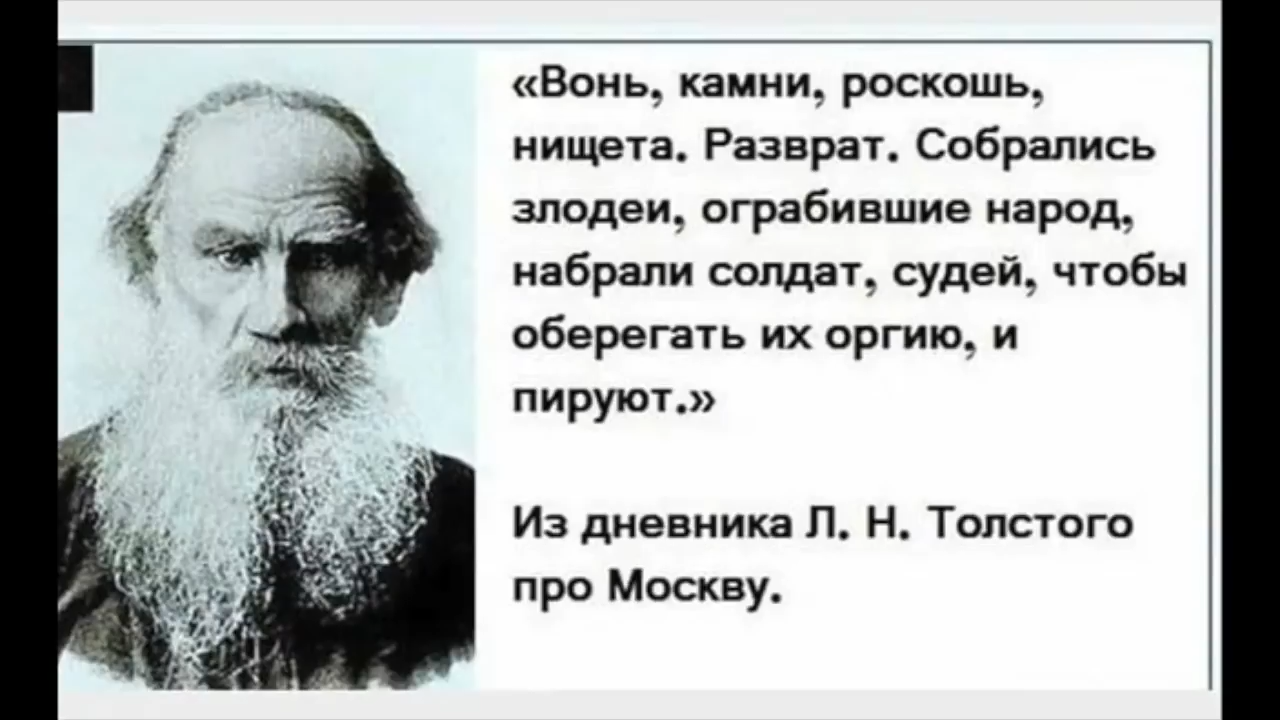 «Вонь, камни, роскошь,
нищета. Разврат. Собрались
злодеи, ограбившие народ,
набрали солдат, судей, чтобы
оберегать их оргию, и
пируют.»
Из дневника Л. Н. Толстого
про Москву.